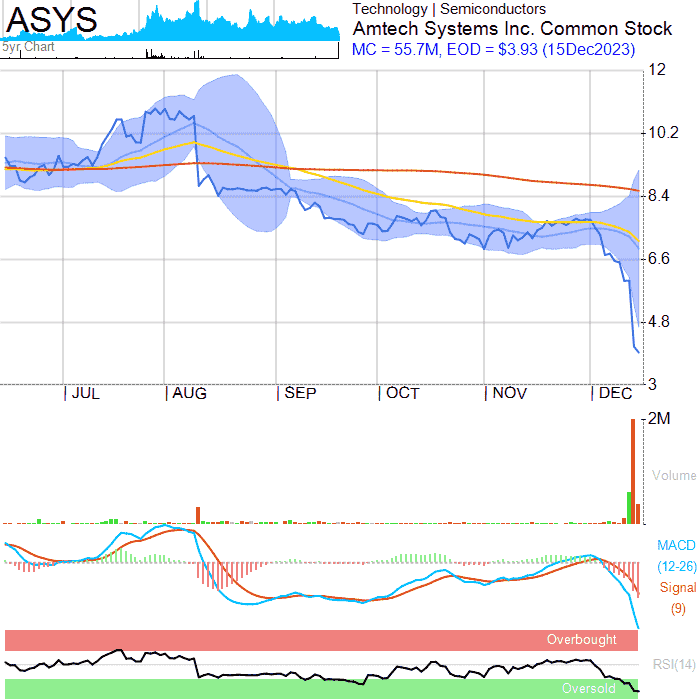 ASYS
5yr Chart
Technology | Semiconductors
Amtech Systems Inc. Common Stock
MC = 55.7M, EOD = $3.93 (15Dec2023)
12
10.2
8.4
6.6
4.8
3
JUL
AUG
SEP
OCT
NOV
DEC
2M
Volume
MACD
(12-26)
Signal
(9)
Overbought
RSI(14)
Oversold